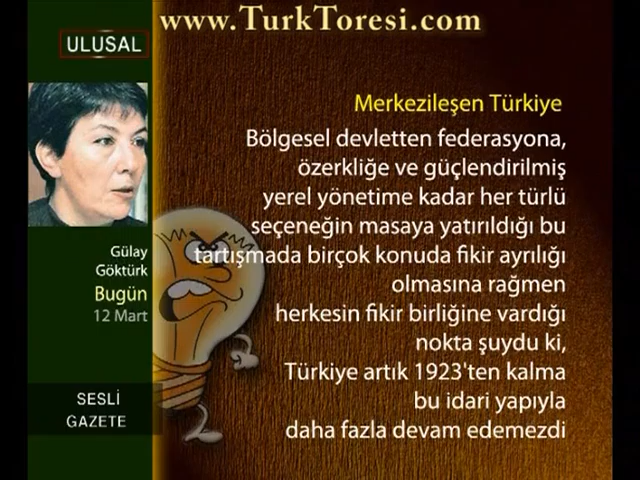 www.TurkToresi.com
ULUSAL
Merkezileşen Türkiye
Bölgesel devletten federasyona,
özerkliğe ve güçlendirilmiş
yerel yönetime kadar her türlü
seçeneğin masaya yatırıldığı bu
tartışmada birçok konuda fikir ayrılığı
olmasına rağmen
herkesin fikir birliğine vardığı
nokta şuydu ki,
Türkiye artık 1923'ten kalma
bu idari yapıyla
daha fazla devam edemezdi
Gülay
Göktürk
Bugün
12 Mart
SESLİ
GAZETE